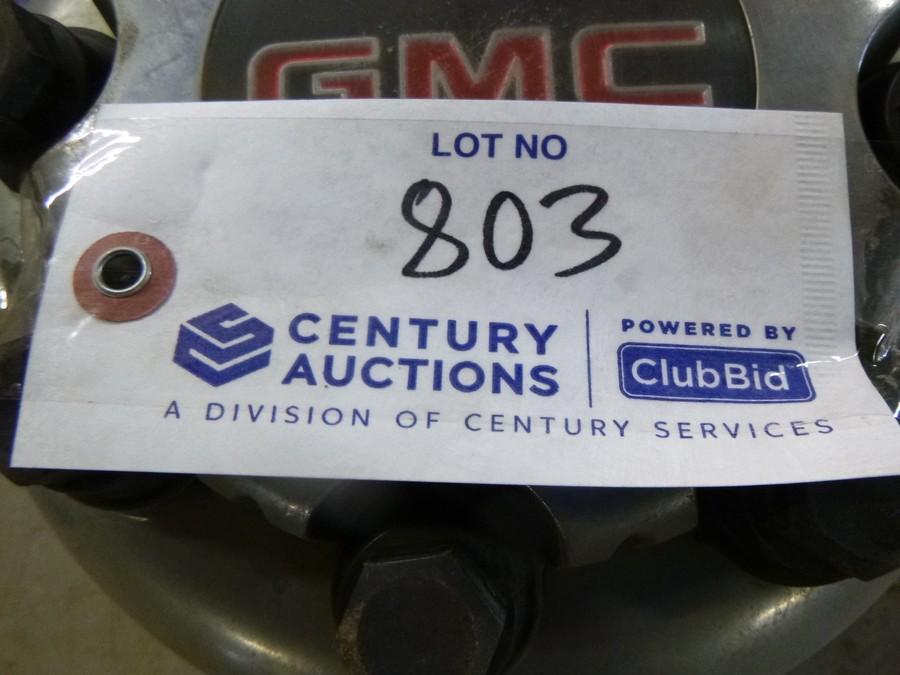 GMC
LOT NO
803
CENTURY
AUCTIONS
POWERED BY
ClubBid
A DIVISION OF CENTURY SERVICES